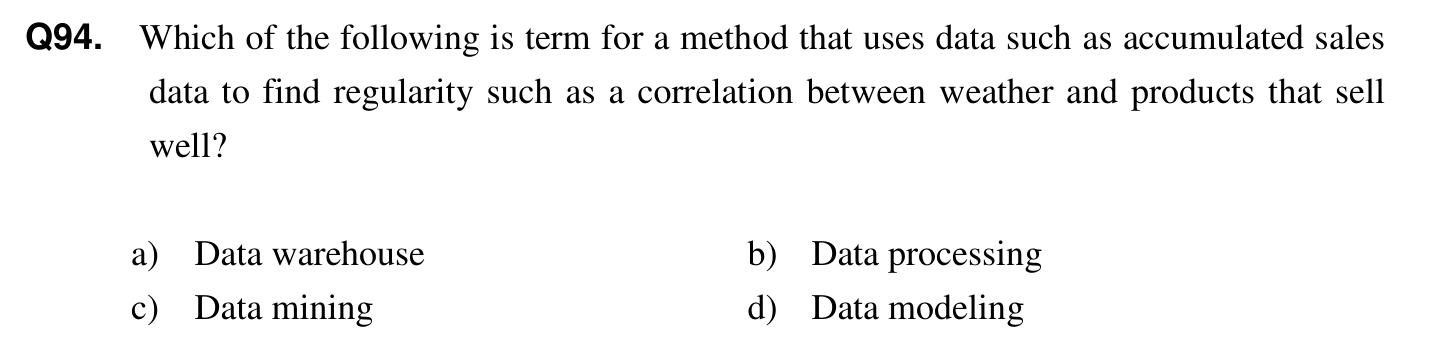 Q94. Which of the following is term for a method that uses data such as accumulated sales
data to find regularity such as a correlation between weather and products that sell
well?
a) Data warehouse b) Data processing
c) Data mining d) Data modeling